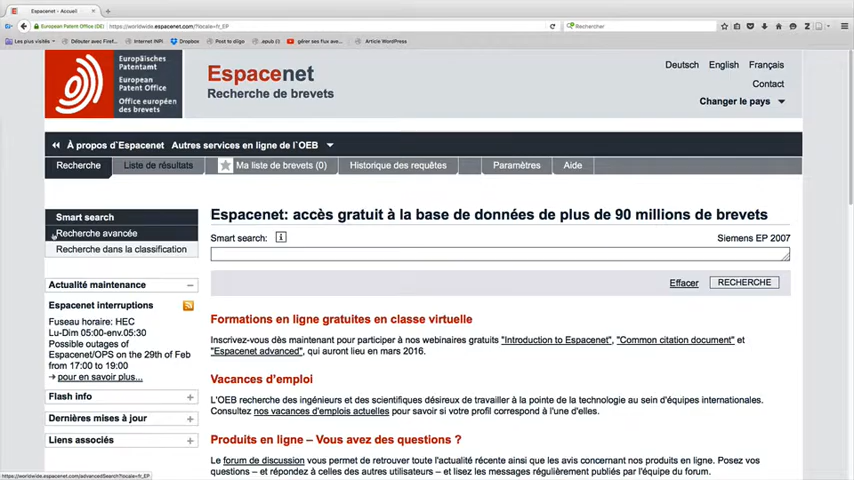 Espacenet - Accueil
European Patent Office (DE)
https://worldwide.espacenet.com/?locale=fr_EP
Rechercher
Les plus visités
Débuter avec Firef...
Internet INPI
Dropbox
Post to diigo
.epub (i)
gérer ses flux ave...
Article WordPress
Europäisches
Patentamt
European
Patent Office
Office européen
des brevets
Espacenet
Recherche de brevets
Deutsch English Français
Contact
Changer le pays
À propos d'Espacenet Autres services en ligne de l'OEB
Recherche
Liste de résultats
Ma liste de brevets (0)
Historique des requêtes
Paramètres
Aide
Smart search
Recherche avancée
Recherche dans la classification
Actualité maintenance
Espacenet interruptions
Fuseau horaire: HEC
Lu-Dim 05:00-env.05:30
Possible outages of
Espacenet/OPS on the 29th of Feb
from 17:00 to 19:00
pour en savoir plus...
Flash info
Dernières mises à jour
Liens associés
Espacenet: accès gratuit à la base de données de plus de 90 millions de brevets
Smart search:
Siemens EP 2007
Effacer
RECHERCHE
Formations en ligne gratuites en classe virtuelle
Inscrivez-vous dès maintenant pour participer à nos webinaires gratuits "Introduction to Espacenet", "Common citation document" et
"Espacenet advanced", qui auront lieu en mars 2016.
Vacances d'emploi
L'OEB recherche des ingénieurs et des scientifiques désireux de travailler à la pointe de la technologie au sein d'équipes internationales.
Consultez nos vacances d'emplois actuelles pour savoir si votre profil correspond à l'une d'elles.
Produits en ligne – Vous avez des questions ?
Le forum de discussion vous permet de retrouver toute l'actualité récente ainsi que les avis concernant nos produits en ligne. Posez vos
questions – et répondez à celles des autres utilisateurs – et lisez les messages régulièrement publiés par l'équipe du forum.
https://worldwide.espacenet.com/advancedSearch?locale=fr_EP